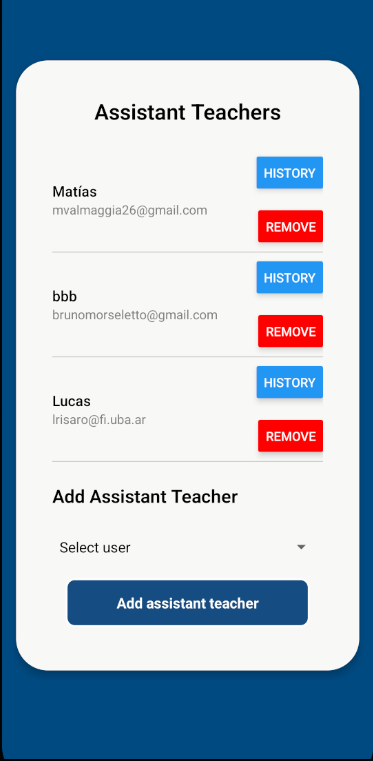 Assistant Teachers
HISTORY
Matías
mvalmaggia26@gmail.com
REMOVE
HISTORY
bbb
brunomorseletto@gmail.com
REMOVE
HISTORY
Lucas
lrisaro@fi.uba.ar
REMOVE
Add Assistant Teacher
Select user
Add assistant teacher